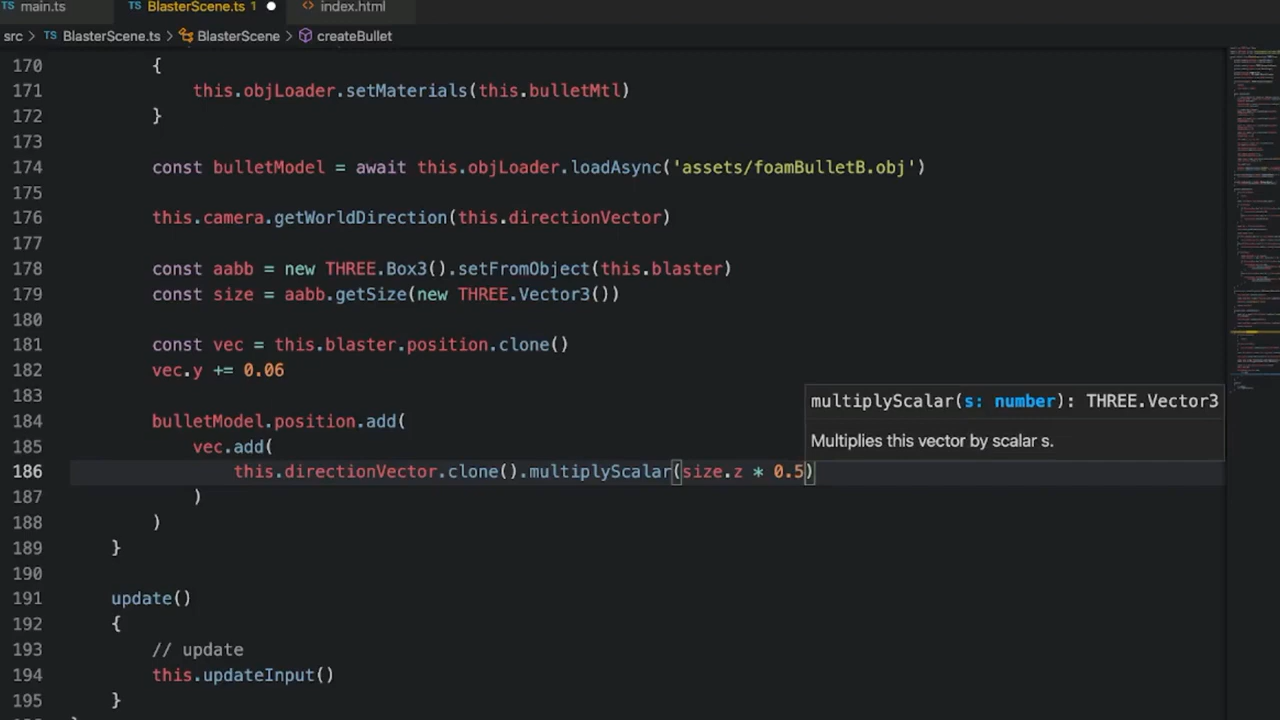 main.ts
BlasterScene.ts 1
index.html
src > BlasterScene.ts > BlasterScene > createBullet
170 {
171 this.objLoader.setMaterials(this.bulletMtl)
172 }
173
174 const bulletModel = await this.objLoader.loadAsync('assets/foamBulletB.obj')
175
176 this.camera.getWorldDirection(this.directionVector)
177
178 const aabb = new THREE.Box3().setFromObject(this.blaster)
179 const size = aabb.getSize(new THREE.Vector3())
180
181 const vec = this.blaster.position.clone()
182 vec.y += 0.06
183
multiplyScalar(s: number): THREE.Vector3
Multiplies this vector by scalar s.
184 bulletModel.position.add(
185 vec.add(
186 this.directionVector.clone().multiplyScalar(size.z * 0.5)
187 )
188 )
189 }
190
191 update()
192 {
193 // update
194 this.updateInput()
195 }